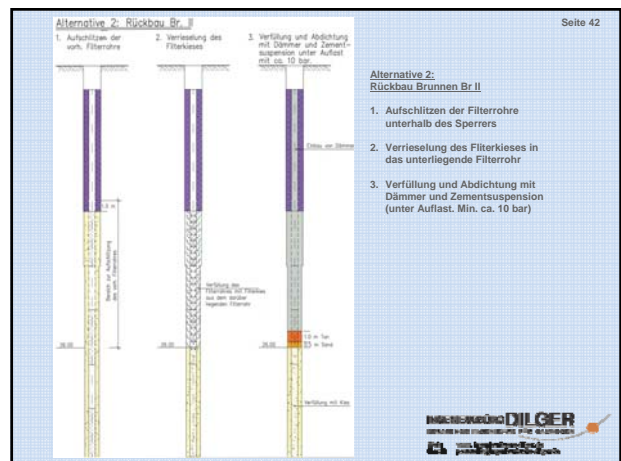 Alternative 2: Rückbau Br. II
Seite 42
1. Aufschlitzen der
vorh. Filterrohre
2. Verrieselung des
Filterkieses
3. Verfüllung und Abdichtung
mit Dämmer und Zement-
suspension unter Auflast
mit ca. 10 bar.
Alternative 2:
Rückbau Brunnen Br II
1. Aufschlitzen der Filterrohre
unterhalb des Sperrers
2. Verrieselung des Fliterkieses in
das unterliegende Filterrohr
3. Verfüllung und Abdichtung mit
Dämmer und Zementsuspension
(unter Auflast. Min. ca. 10 bar)
Einbau von Dämmer
1.0 m
Bereich zur Aufschlitzung
des vorh. Filterrohres
Verfüllung des
Filterrohres mit Filterkies
aus dem darüber
liegenden Filterrohr
1.0 m Ton
m Sand
Verfüllung mit Kies
INGENIEURBÜRO DILGER